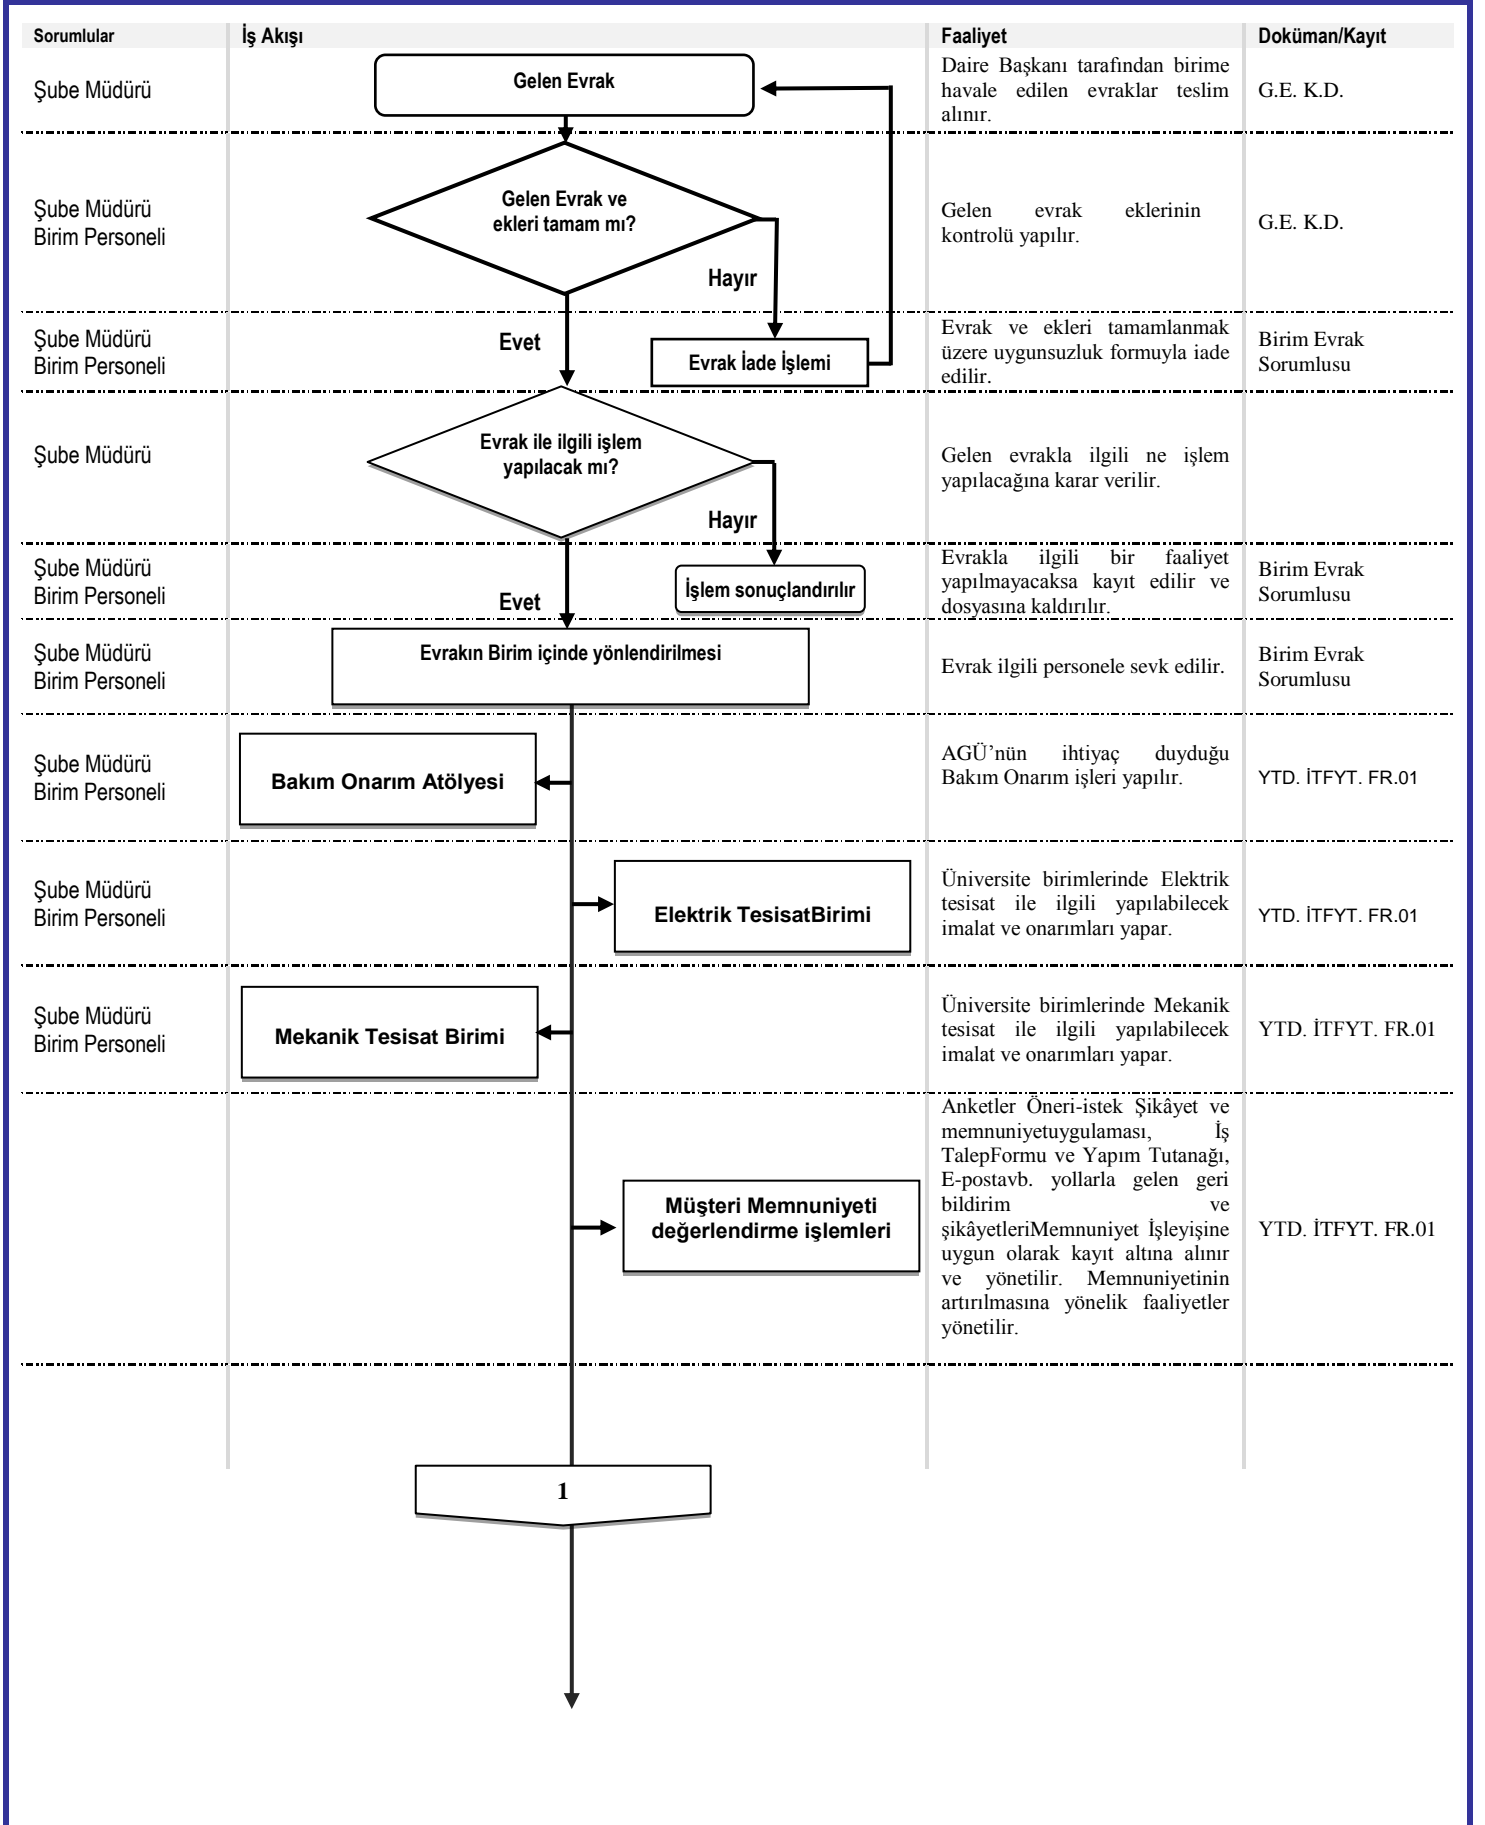 Sorumlular İş Akışı Faaliyet Doküman/Kayıt
Şube Müdürü
Gelen Evrak
Daire Başkanı tarafından birime
havale edilen evraklar teslim
alınır.
G.E. K.D.
Şube Müdürü
Birim Personeli
Gelen Evrak ve
ekleri tamam mı?
Hayır
Gelen evrak eklerinin
kontrolü yapılır.
G.E. K.D.
Şube Müdürü
Birim Personeli
Evet
Evrak İade İşlemi
Evrak ve ekleri tamamlanmak
üzere uygunsuzluk formuyla iade
edilir.
Birim Evrak
Sorumlusu
Şube Müdürü
Evrak ile ilgili işlem
yapılacak mı?
Hayır
Gelen evrakla ilgili ne işlem
yapılacağına karar verilir.
Şube Müdürü
Birim Personeli
Evet
İşlem sonuçlandırılır
Evrakla ilgili bir faaliyet
yapılmayacaksa kayıt edilir ve
dosyasına kaldırılır.
Birim Evrak
Sorumlusu
Şube Müdürü
Birim Personeli
Evrakın Birim içinde yönlendirilmesi
Evrak ilgili personele sevk edilir.
Birim Evrak
Sorumlusu
Şube Müdürü
Birim Personeli
Bakım Onarım Atölyesi
AGÜ’nün ihtiyaç duyduğu
Bakım Onarım işleri yapılır.
YTD. İTFYT. FR.01
Şube Müdürü
Birim Personeli
Elektrik TesisatBirimi
Üniversite birimlerinde Elektrik
tesisat ile ilgili yapılabilecek
imalat ve onarımları yapar.
YTD. İTFYT. FR.01
Şube Müdürü
Birim Personeli
Mekanik Tesisat Birimi
Üniversite birimlerinde Mekanik
tesisat ile ilgili yapılabilecek
imalat ve onarımları yapar.
YTD. İTFYT. FR.01
Müşteri Memnuniyeti
değerlendirme işlemleri
Anketler Öneri-istek Şikâyet ve
memnuniyetuygulaması, İş
TalepFormu ve Yapım Tutanağı,
E-postavb. yollarla gelen geri
bildirim ve
şikâyetleriMemnuniyet İşleyişine
uygun olarak kayıt altına alınır
ve yönetilir. Memnuniyetinin
artırılmasına yönelik faaliyetler
yönetilir.
YTD. İTFYT. FR.01
1